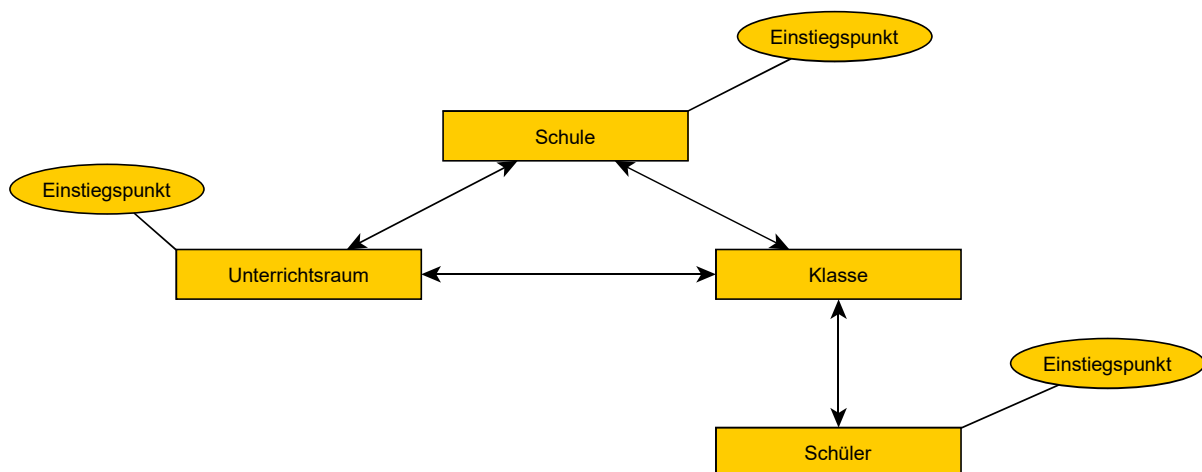 Einstiegspunkt
Schule
Einstiegspunkt
Unterrichtsraum
Klasse
Einstiegspunkt
Schüler